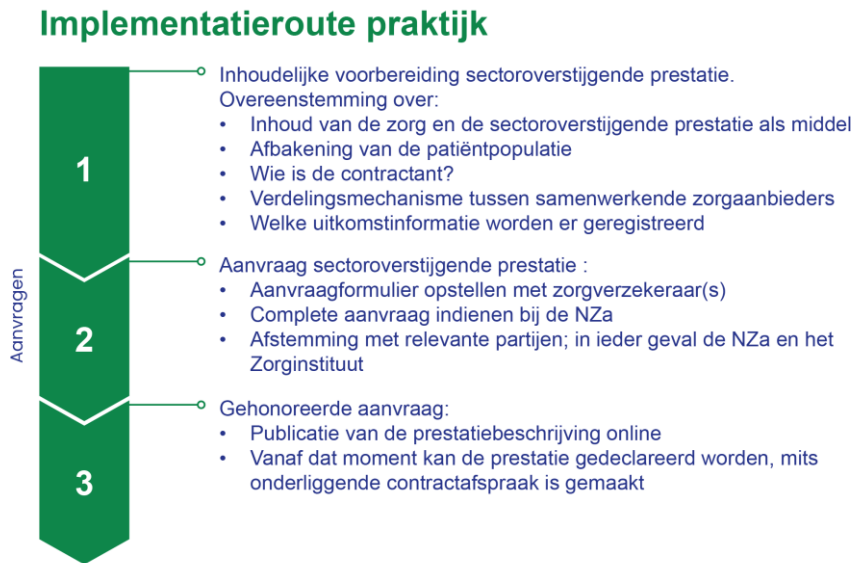 Implementatieroute praktijk
Aanvragen
1
Inhoudelijke voorbereiding sectoroverstijgende prestatie.
Overeenstemming over:
• Inhoud van de zorg en de sectoroverstijgende prestatie als middel
• Afbakening van de patiëntpopulatie
• Wie is de contractant?
• Verdelingsmechanisme tussen samenwerkende zorgaanbieders
• Welke uitkomstinformatie worden er geregistreerd
2
Aanvraag sectoroverstijgende prestatie :
• Aanvraagformulier opstellen met zorgverzekeraar(s)
• Complete aanvraag indienen bij de NZa
• Afstemming met relevante partijen; in ieder geval de NZa en het
Zorginstituut
3
Gehonoreerde aanvraag:
• Publicatie van de prestatiebeschrijving online
• Vanaf dat moment kan de prestatie gedeclareerd worden, mits
onderliggende contractafspraak is gemaakt